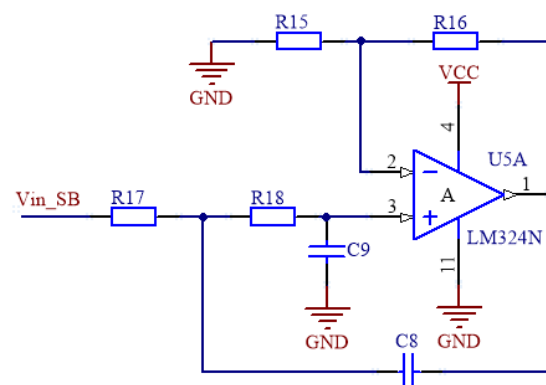 R15
R16
GND
VCC
4
2
U5A
A
1
Vin_SB
R17
R18
3
LM324N
C9
11
GND
GND
C8